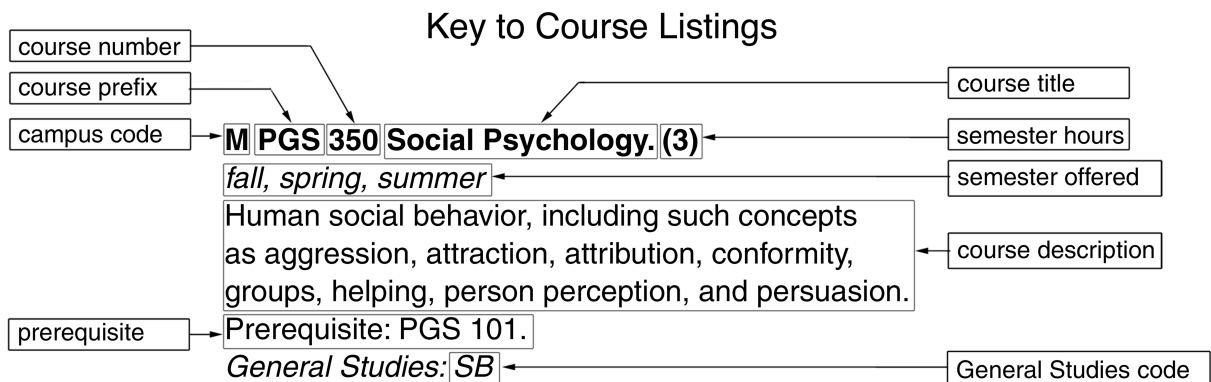 Key to Course Listings
course number
course prefix
course title
campus code
M PGS 350 Social Psychology. (3)
semester hours
fall, spring, summer
semester offered
Human social behavior, including such concepts
as aggression, attraction, attribution, conformity,
groups, helping, person perception, and persuasion.
course description
prerequisite
Prerequisite: PGS 101.
General Studies: SB
General Studies code